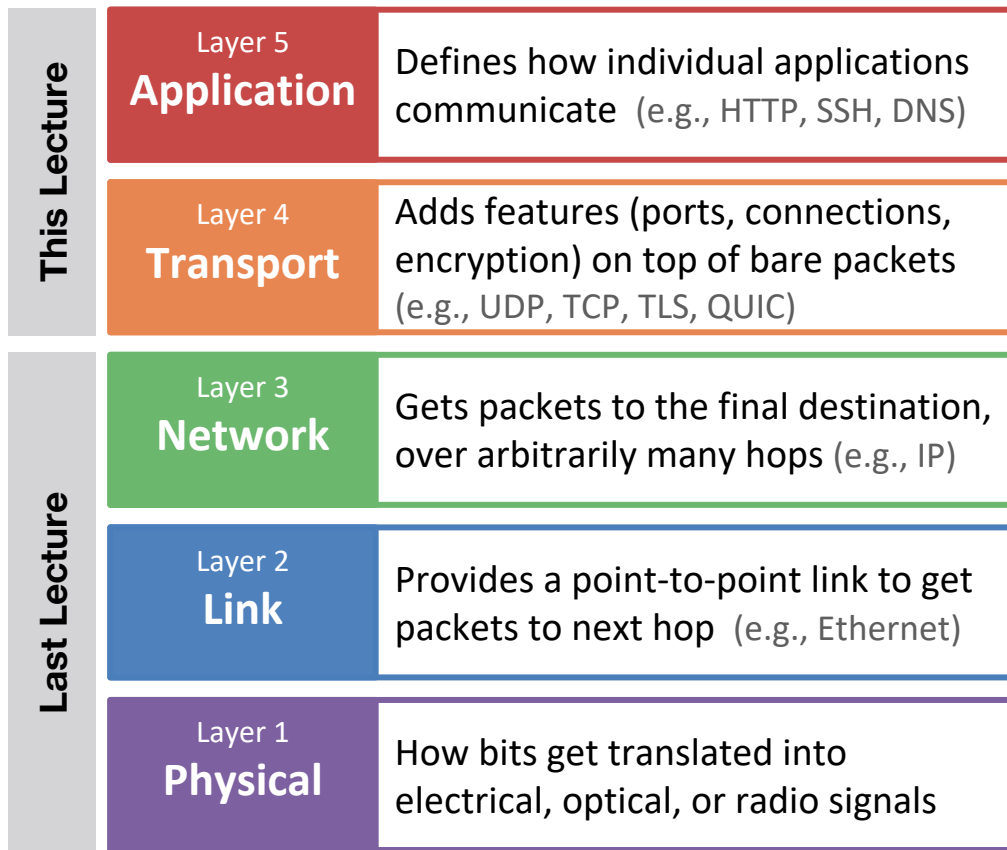 This Lecture
Layer 5
Application
Defines how individual applications
communicate (e.g., HTTP, SSH, DNS)
Layer 4
Transport
Adds features (ports, connections,
encryption) on top of bare packets
(e.g., UDP, TCP, TLS, QUIC)
Last Lecture
Layer 3
Network
Gets packets to the final destination,
over arbitrarily many hops (e.g., IP)
Layer 2
Link
Provides a point-to-point link to get
packets to next hop (e.g., Ethernet)
Layer 1
Physical
How bits get translated into
electrical, optical, or radio signals